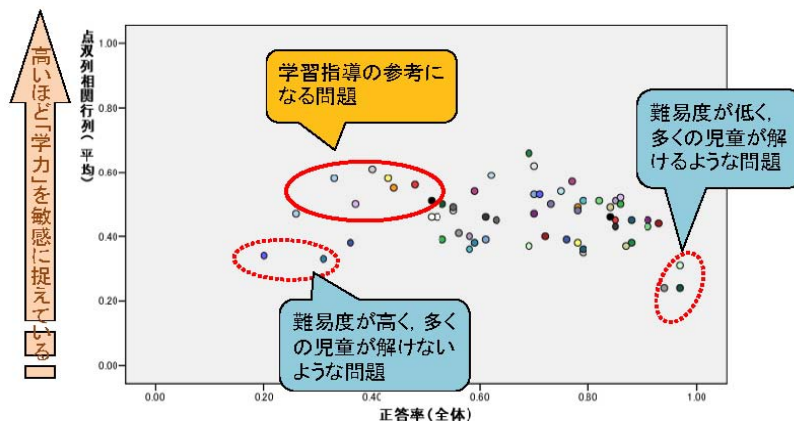 高いほど「学力」を敏感に捉えている!
点双列相関行列(平均)
1.00
0.80
0.60
0.40
0.20
0.00
学習指導の参考に
なる問題
難易度が低く,
多くの児童が解
けるような問題
難易度が高く,多く
の児童が解けない
ような問題
0.00
0.20
0.40
0.60
0.80
1.00
正答率(全体)